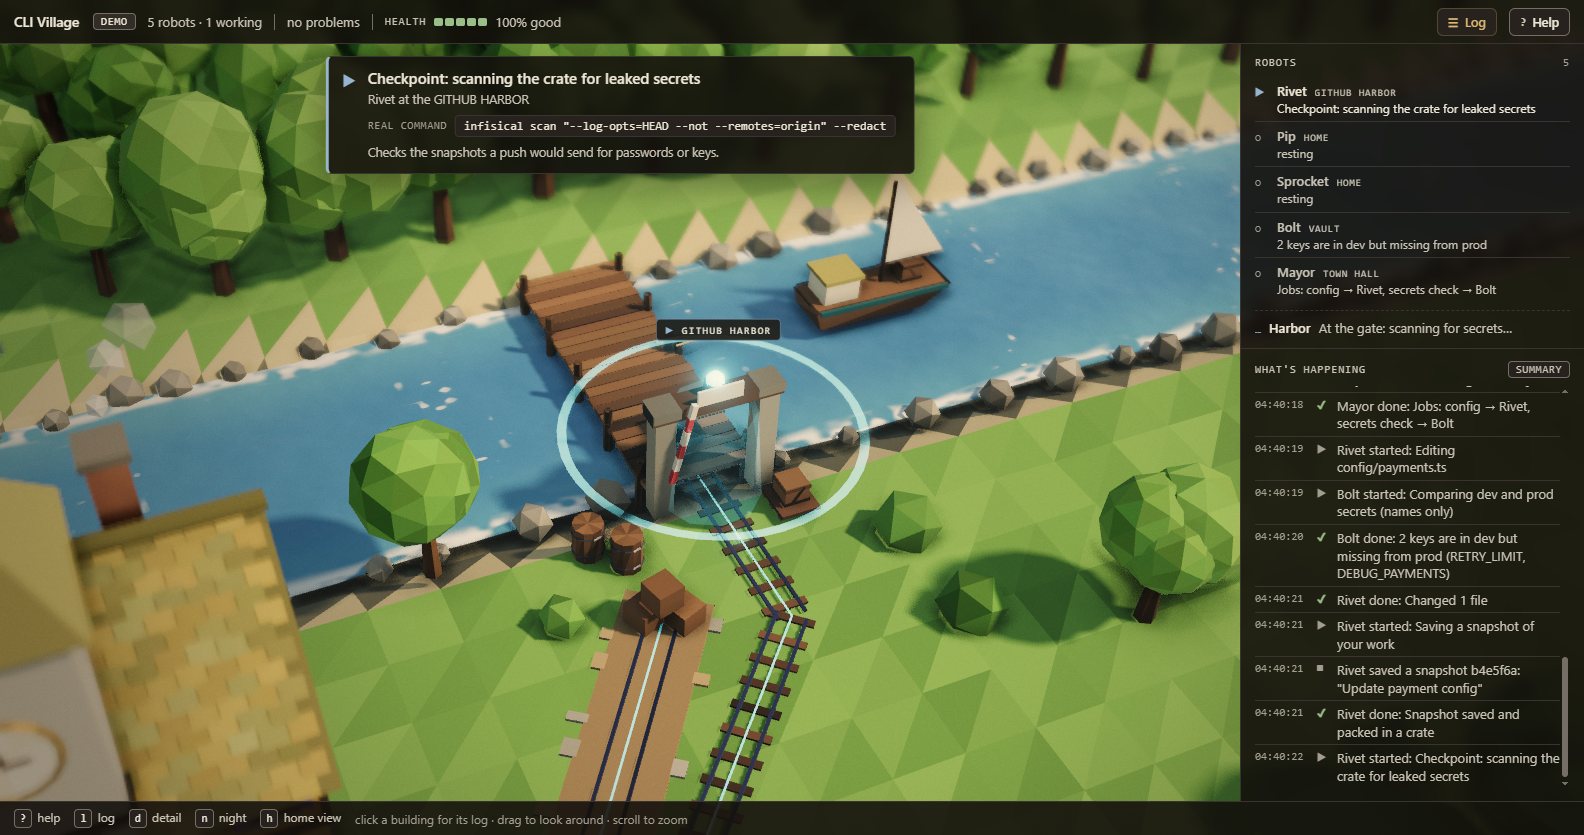 CLI Village DEMO 5 robots · 1 working no problems HEALTH 100% good
☰ Log ? Help
Checkpoint: scanning the crate for leaked secrets
Rivet at the GITHUB HARBOR
REAL COMMAND infisical scan "--log-opts=HEAD --not --remotes=origin" --redact
Checks the snapshots a push would send for passwords or keys.
GITHUB HARBOR
ROBOTS 5
Rivet GITHUB HARBOR
Checkpoint: scanning the crate for leaked secrets
Pip HOME
resting
Sprocket HOME
resting
Bolt VAULT
2 keys are in dev but missing from prod
Mayor TOWN HALL
Jobs: config → Rivet, secrets check → Bolt
Harbor At the gate: scanning for secrets...
WHAT'S HAPPENING SUMMARY
04:40:18 ✔ Mayor done: Jobs: config → Rivet,
secrets check → Bolt
04:40:19 ▶ Rivet started: Editing
config/payments.ts
04:40:19 ▶ Bolt started: Comparing dev and prod
secrets (names only)
04:40:20 ✔ Bolt done: 2 keys are in dev but
missing from prod (RETRY_LIMIT,
DEBUG_PAYMENTS)
04:40:21 ✔ Rivet done: Changed 1 file
04:40:21 ▶ Rivet started: Saving a snapshot of
your work
04:40:21 ■ Rivet saved a snapshot b4e5f6a:
"Update payment config"
04:40:21 ✔ Rivet done: Snapshot saved and
packed in a crate
04:40:22 ▶ Rivet started: Checkpoint: scanning the
crate for leaked secrets
? help l log d detail n night h home view click a building for its log · drag to look around · scroll to zoom